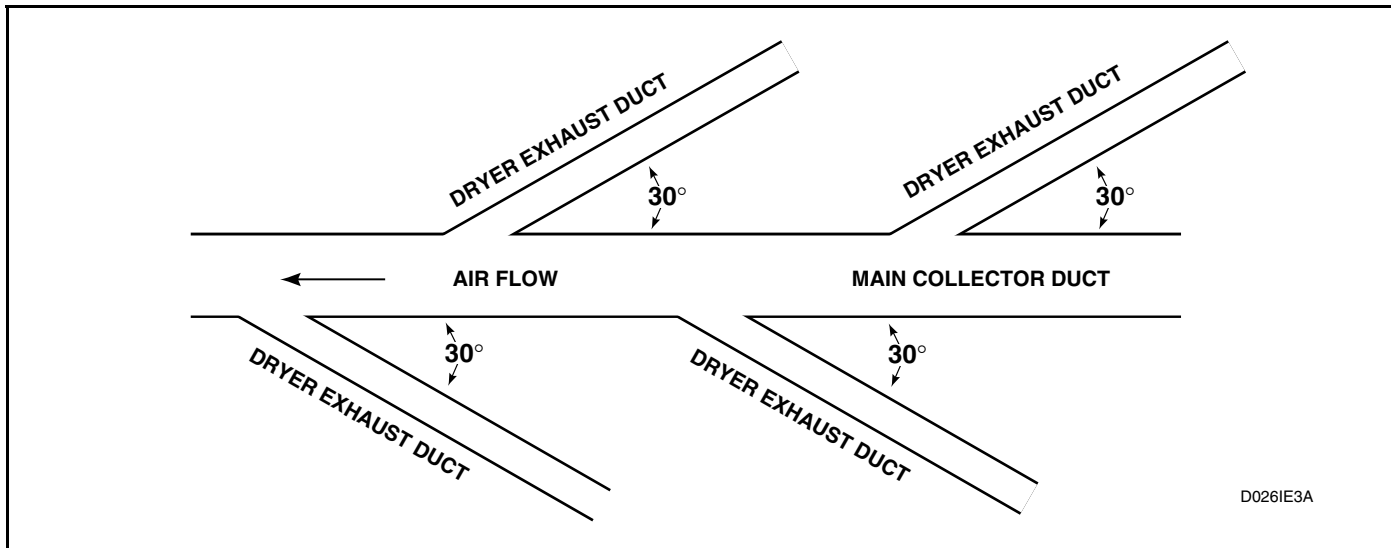 DRYER EXHAUST DUCT
DRYER EXHAUST DUCT
30°
30°
AIR FLOW
MAIN COLLECTOR DUCT
30°
30°
DRYER EXHAUST DUCT
DRYER EXHAUST DUCT
D026IE3A